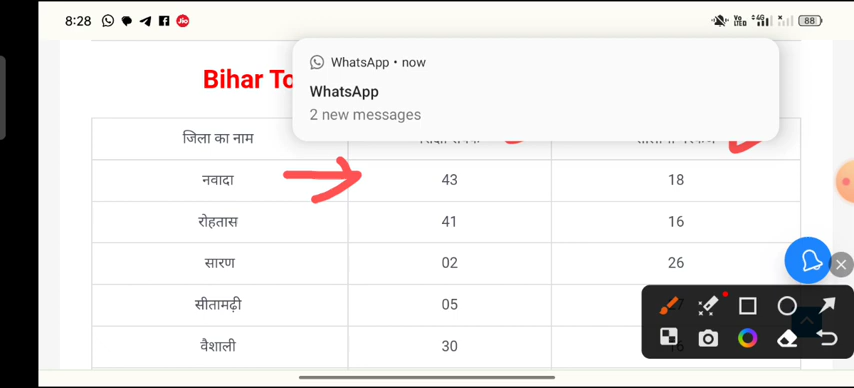 8:28
88
Bihar To
WhatsApp • now
WhatsApp
2 new messages
जिला का नाम
नवादा 43 18
रोहतास 41 16
सारण 02 26
सीतामढ़ी 05
वैशाली 30